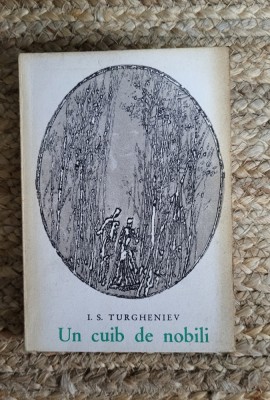 I. S. TURGHENIEV
Un cuib de nobili